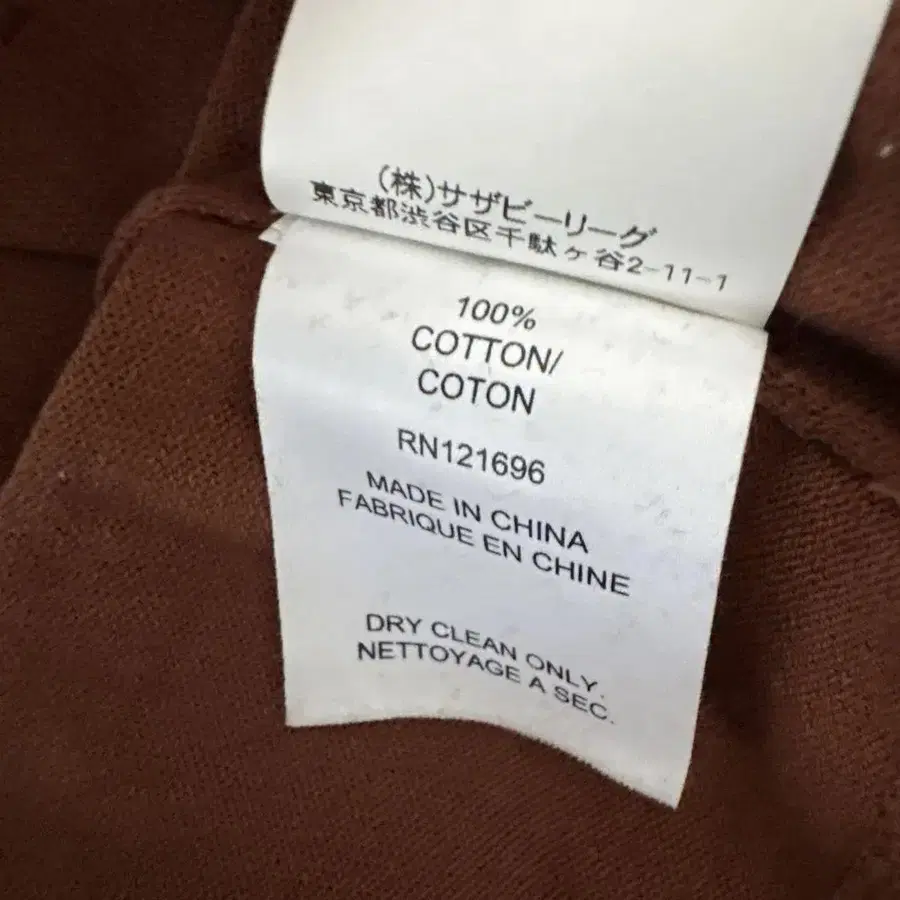 (株)サザビーリーグ
東京都渋谷区千駄ヶ谷2-11-1
100%
COTTON/
COTON
RN121696
MADE IN CHINA
FABRIQUE EN CHINE
DRY CLEAN ONLY.
NETTOYAGE A SEC.